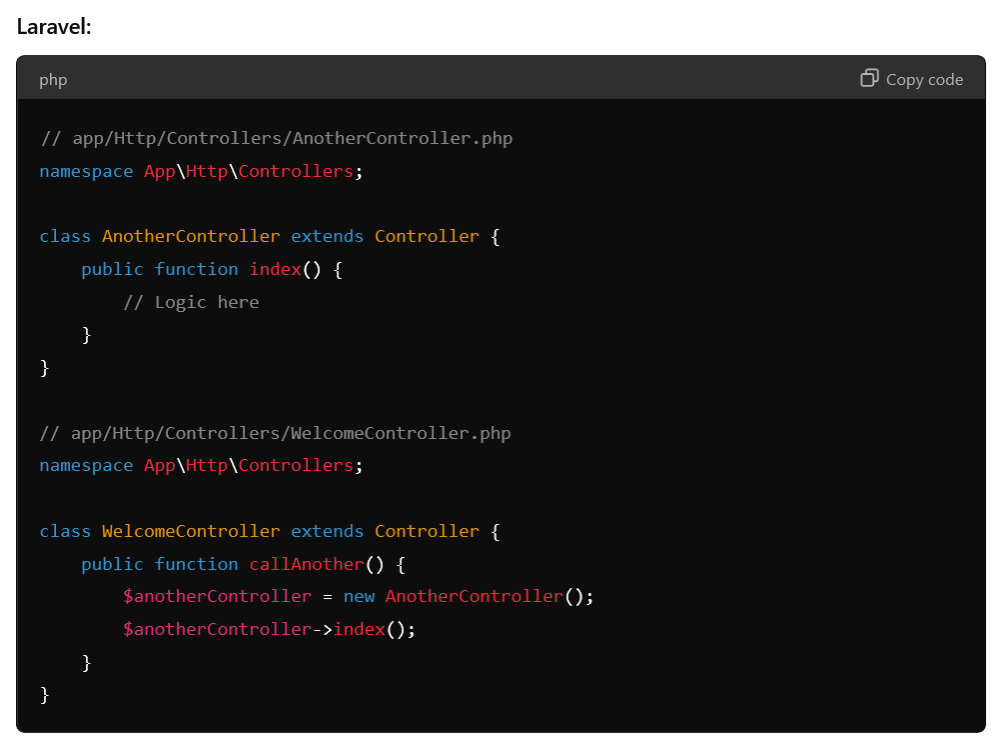 Laravel:
php
Copy code
// app/Http/Controllers/AnotherController.php
namespace App\Http\Controllers;
class AnotherController extends Controller {
    public function index() {
        // Logic here
    }
}
// app/Http/Controllers/WelcomeController.php
namespace App\Http\Controllers;
class WelcomeController extends Controller {
    public function callAnother() {
        $anotherController = new AnotherController();
        $anotherController->index();
    }
}